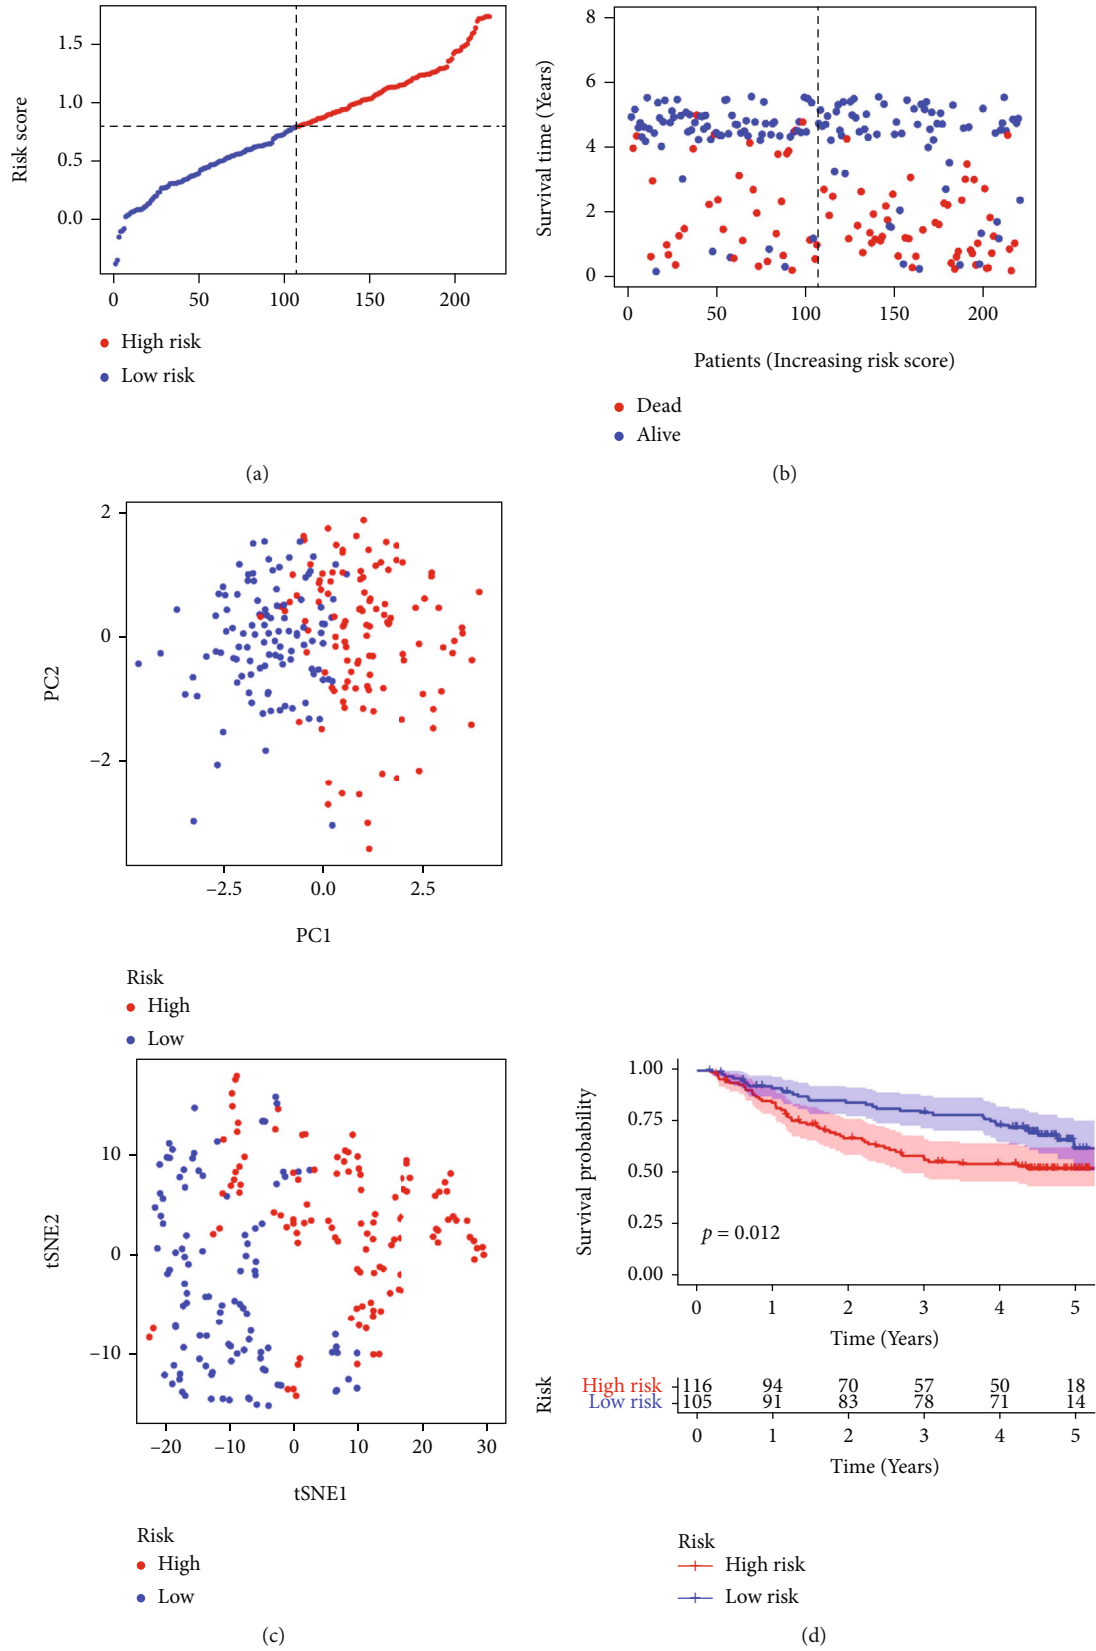 Risk score
1.5
1.0
0.5
0.0
0 50 100 150 200
High risk
Low risk
(a)
Survival time (Years)
8
6
4
2
0
0 50 100 150 200
Patients (Increasing risk score)
Dead
Alive
(b)
PC2
2
0
−2
−2.5 0.0 2.5
PC1
Risk
High
Low
tSNE2
10
0
−10
−20 −10 0 10 20 30
tSNE1
Risk
High
Low
(c)
Survival probability
1.00
0.75
0.50
0.25
0.00
p = 0.012
0 1 2 3 4 5
Time (Years)
Risk
High risk 116 94 70 57 50 18
Low risk 105 91 83 78 71 14
0 1 2 3 4 5
Time (Years)
Risk
High risk
Low risk
(d)